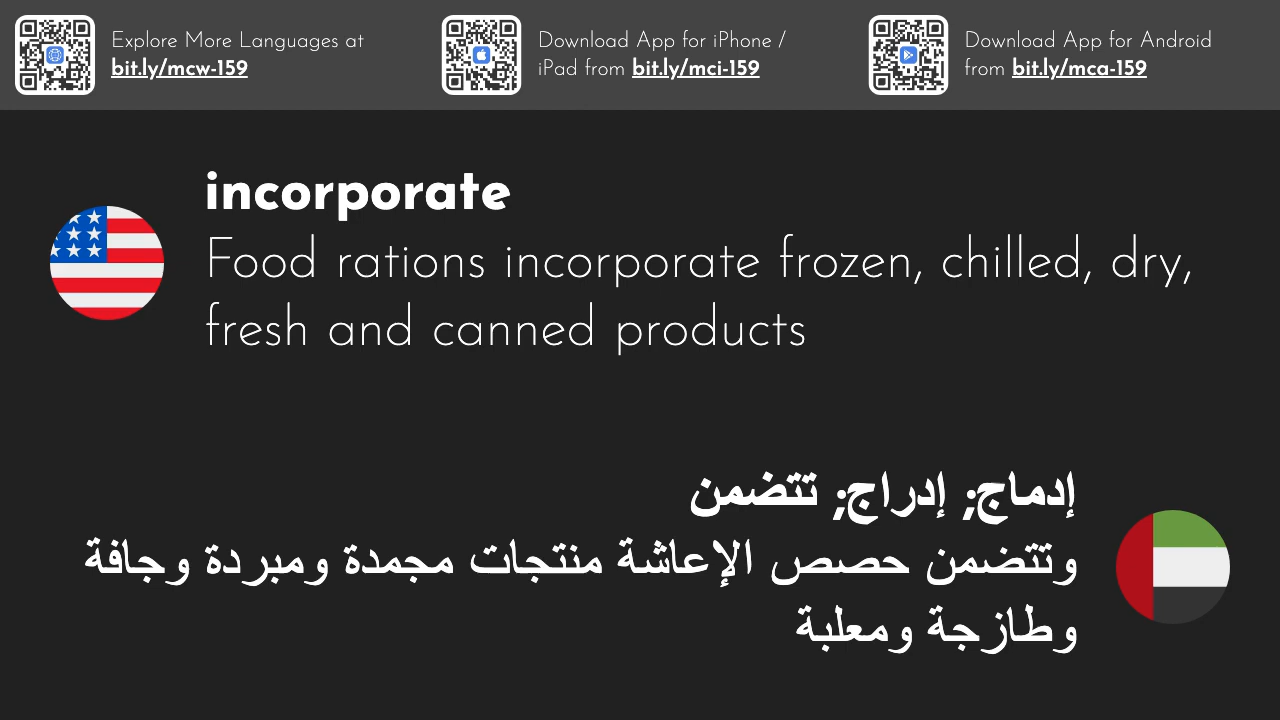 Explore More Languages at
bit.ly/mcw-159
Download App for iPhone /
iPad from bit.ly/mci-159
Download App for Android
from bit.ly/mca-159
incorporate
Food rations incorporate frozen, chilled, dry,
fresh and canned products
إدماج; إدراج; تتضمن
وتتضمن حصص الإعاشة منتجات مجمدة ومبردة وجافة
وطازجة ومعلبة